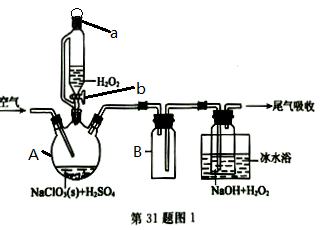 a
H₂O₂
b
空气
尾气吸收
A
B
冰水浴
NaClO₃(s)+H₂SO₄
NaOH+H₂O₂
第31题图1